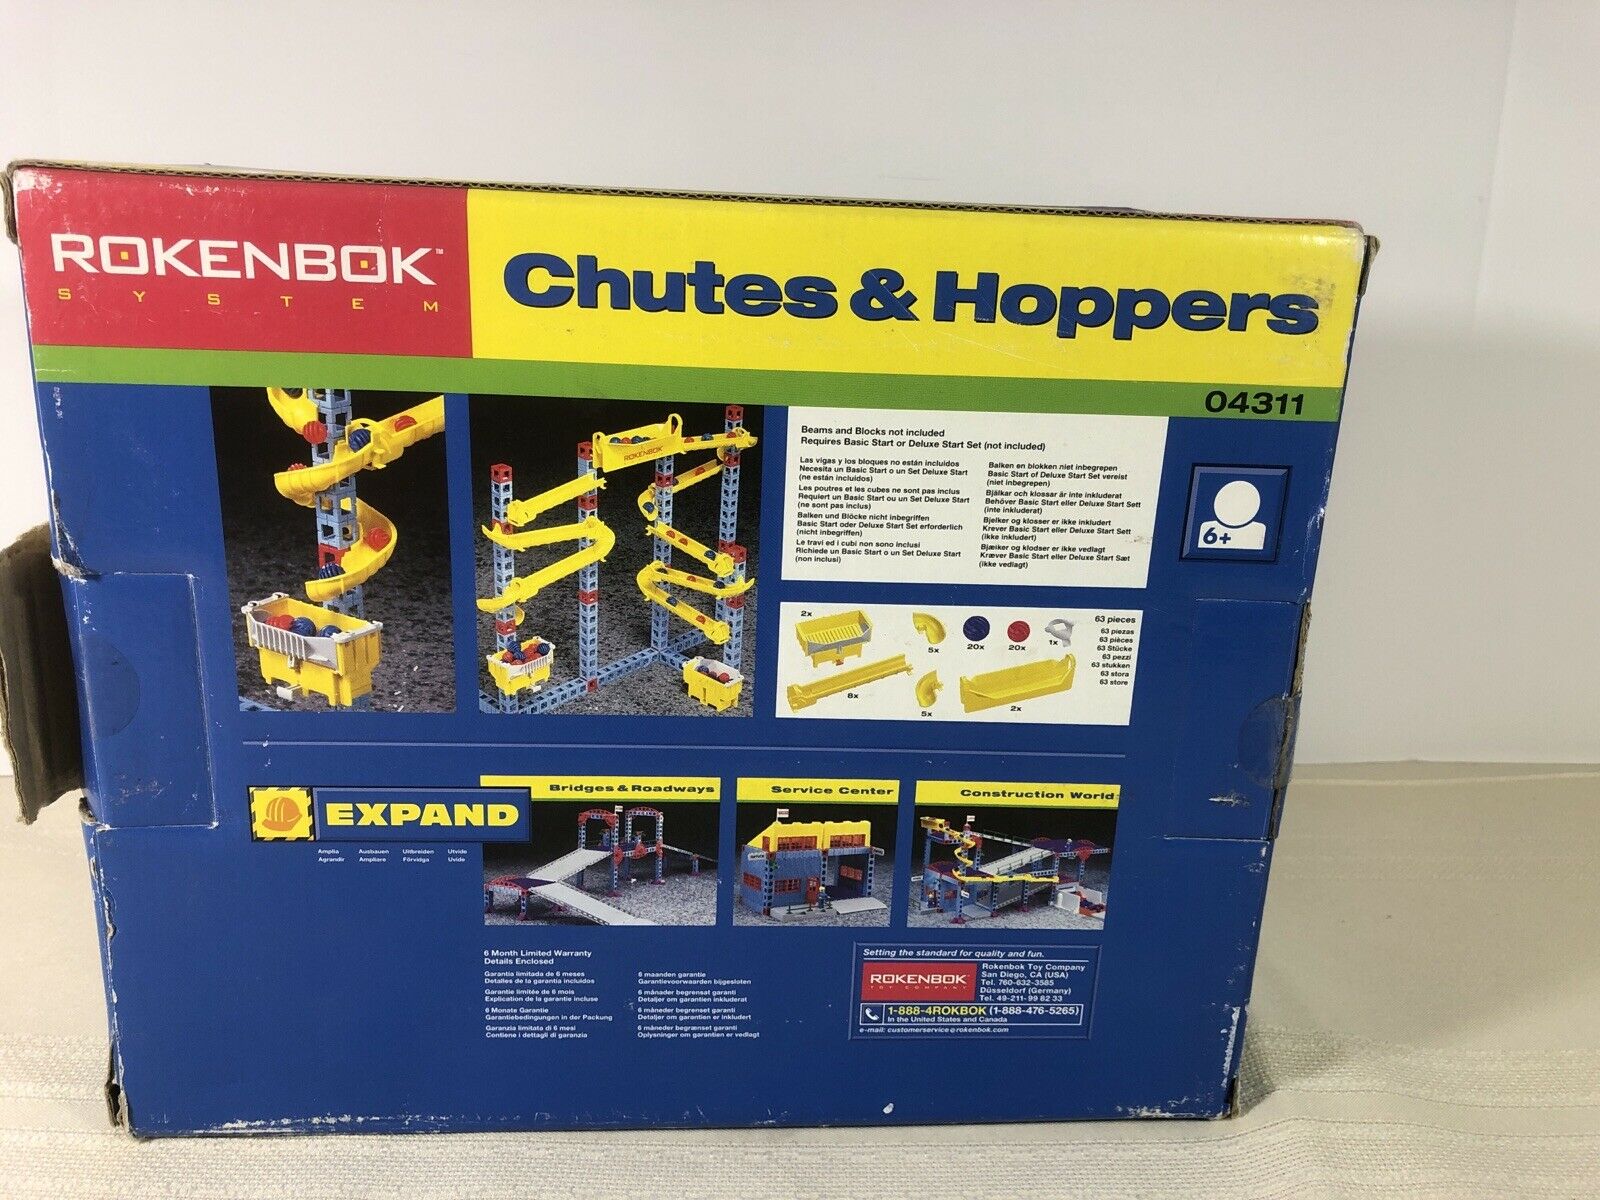 ROKENBOK™
SYSTEM
Chutes & Hoppers
04311
ROKENBOK
Beams and Blocks not included
Requires Basic Start or Deluxe Start Set (not included)
Las vigas y los bloques no están incluidos
Necesita un Basic Start o un Set Deluxe Start
(ne están incluidos)
Les poutres et les cubes ne sont pas inclus
Requiert un Basic Start ou un Set Deluxe Start
(ne sont pas inclus)
Balken und Blöcke nicht inbegriffen
Basic Start oder Deluxe Start Set erforderlich
(nicht inbegriffen)
Le travi ed i cubi non sono inclusi
Richiede un Basic Start o un Set Deluxe Start
(non inclusi)
Balken en blokken niet inbegrepen
Basic Start of Deluxe Start Set vereist
(niet inbegrepen)
Bjälkar och klossar är inte inkluderat
Behöver Basic Start eller Deluxe Start Sett
(inte inkluderat)
Bjelker og klosser er ikke inkludert
Krever Basic Start eller Deluxe Start Sett
(ikke inkludert)
Bjæiker og klodser er ikke vedlagt
Kræver Basic Start eller Deluxe Start Sæt
(ikke vedlagt)
6+
2x
5x
20x
20x
1x
8x
5x
2x
63 pieces
63 piezas
63 pièces
63 Stücke
63 pezzi
63 stukken
63 stora
63 store
EXPAND
Amplia Ausbauen Uitbreiden Utvide
Agrandir Ampliare Förvidga Uvide
Bridges & Roadways
Service Center
Construction World
6 Month Limited Warranty
Details Enclosed
Garantía limitada de 6 meses
Detalles de la garantía incluidos
Garantie limitée de 6 mois
Explication de la garantie incluse
6 Monate Garantie
Garantiebedingungen in der Packung
Garanzia limitata di 6 mesi
Contiene i dettagli di garanzia
6 maanden garantie
Garantievoorwaarden bijgesloten
6 månader begrensat garanti
Detaljer om garantien inkluderat
6 måneder begrenset garanti
Detaljer om garantien er inkludert
6 måneder begrænset garanti
Oplysninger om garantien er vedlagt
Setting the standard for quality and fun.
ROKENBOK
TOY COMPANY
Rokenbok Toy Company
San Diego, CA (USA)
Tel. 760-632-3585
Düsseldorf (Germany)
Tel. 49-211-99 82 33
1-888-4ROKBOK (1-888-476-5265)
In the United States and Canada
e-mail: customerservice@rokenbok.com